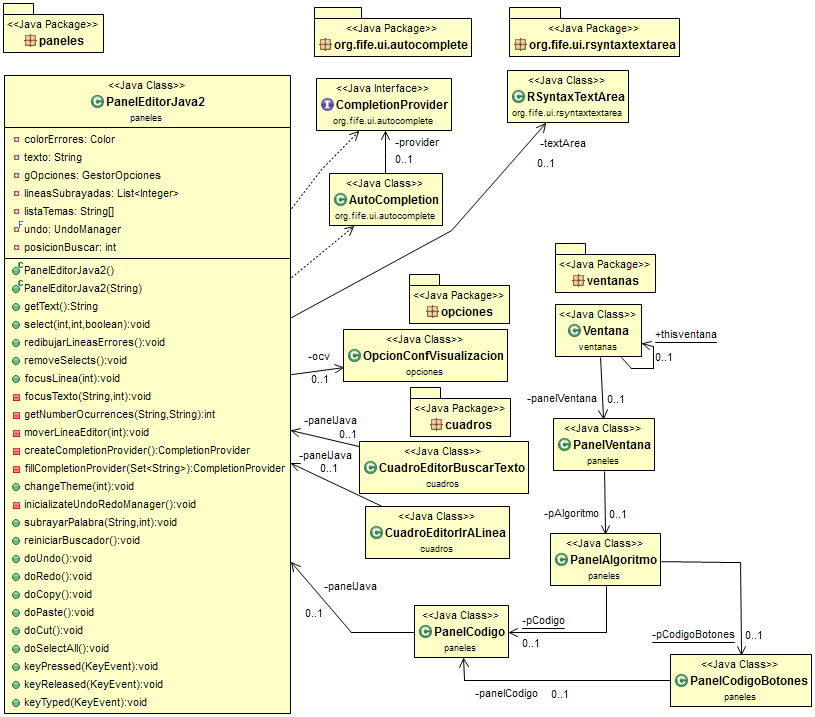 <<Java Package>>
paneles
<<Java Package>>
org.fife.ui.autocomplete
<<Java Package>>
org.fife.ui.rsyntaxtextarea
<<Java Class>>
PanelEditorJava2
paneles
colorErrores: Color
texto: String
gOpciones: GestorOpciones
lineasSubrayadas: List<Integer>
listaTemas: String[]
undo: UndoManager
posicionBuscar: int
PanelEditorJava2()
PanelEditorJava2(String)
getText():String
select(int,int,boolean):void
redibujarLineasErrores():void
removeSelects():void
focusLinea(int):void
focusTexto(String,int):void
getNumberOcurrences(String,String):int
moverLineaEditor(int):void
createCompletionProvider():CompletionProvider
fillCompletionProvider(Set<String>):CompletionProvider
changeTheme(int):void
inicializateUndoRedoManager():void
subrayarPalabra(String,int):void
reiniciarBuscador():void
doUndo():void
doRedo():void
doCopy():void
doPaste():void
doCut():void
doSelectAll():void
keyPressed(KeyEvent):void
keyReleased(KeyEvent):void
keyTyped(KeyEvent):void
<<Java Interface>>
CompletionProvider
org.fife.ui.autocomplete
-provider
0..1
<<Java Class>>
AutoCompletion
org.fife.ui.autocomplete
<<Java Class>>
RSyntaxTextArea
org.fife.ui.rsyntaxtextarea
-textArea
0..1
<<Java Package>>
opciones
<<Java Class>>
OpcionConfVisualizacion
opciones
-ocv
0..1
<<Java Package>>
cuadros
-panelJava
0..1
<<Java Class>>
CuadroEditorBuscarTexto
cuadros
-panelJava
0..1
<<Java Class>>
CuadroEditorIrALinea
cuadros
<<Java Package>>
ventanas
<<Java Class>>
Ventana
ventanas
+thisventana
0..1
-panelVentana
0..1
<<Java Class>>
PanelVentana
paneles
-pAlgoritmo
0..1
<<Java Class>>
PanelAlgoritmo
paneles
-panelJava
0..1
<<Java Class>>
PanelCodigo
paneles
-pCodigo
0..1
-pCodigoBotones
0..1
<<Java Class>>
PanelCodigoBotones
paneles
-panelCodigo
0..1